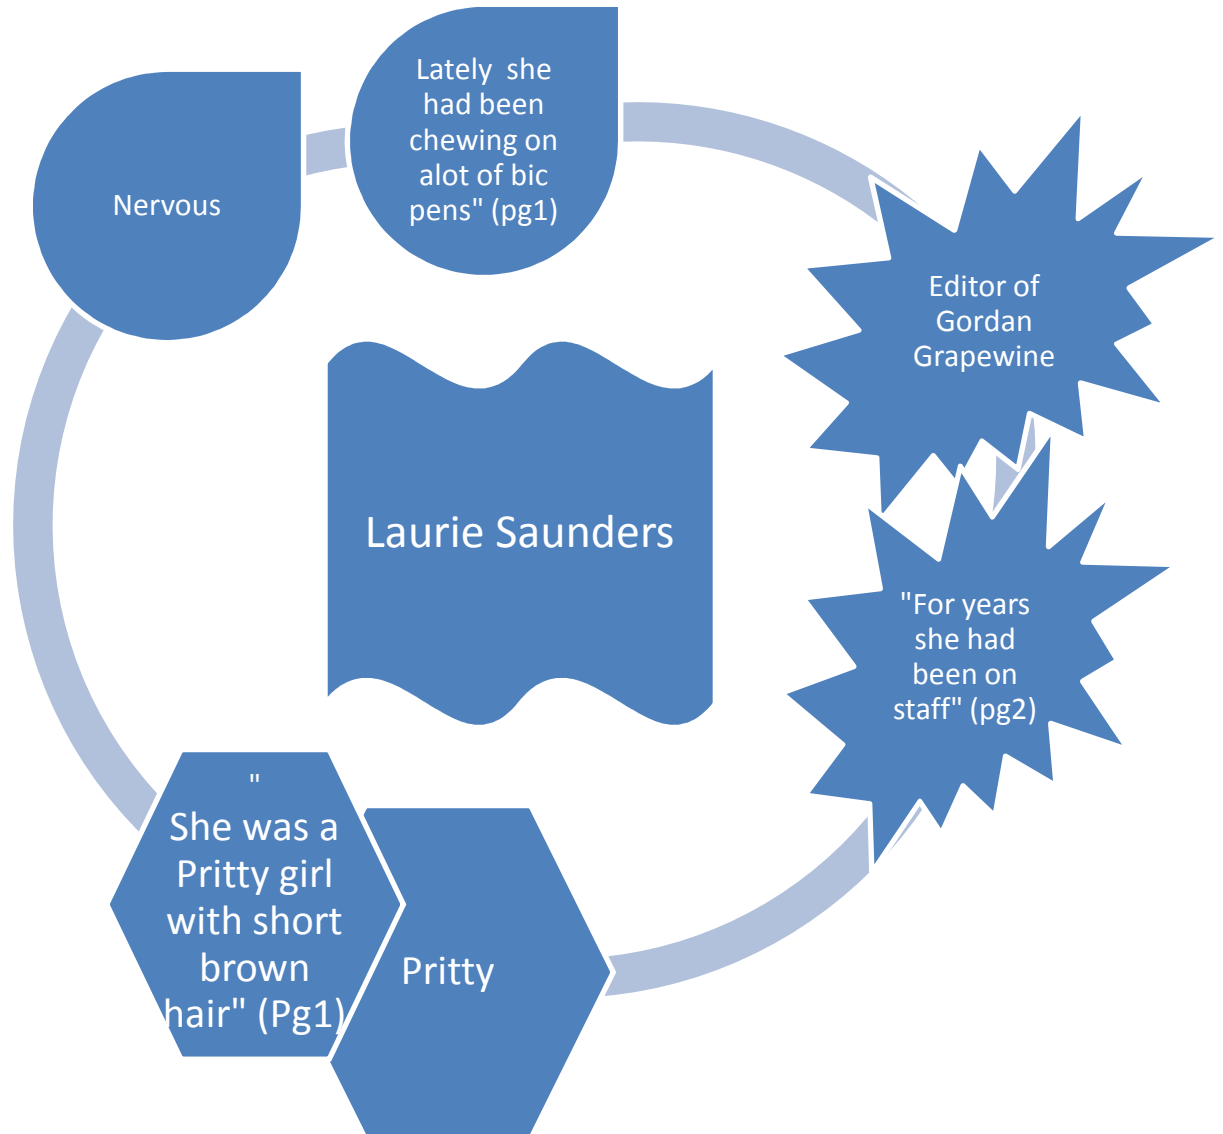 Nervous
Lately  she
had been
chewing on
alot of bic
pens" (pg1)
Editor of
Gordan
Grapewine
Laurie Saunders
"For years
she had
been on
staff" (pg2)
"
She was a
Pritty girl
with short
brown
hair" (Pg1)
Pritty